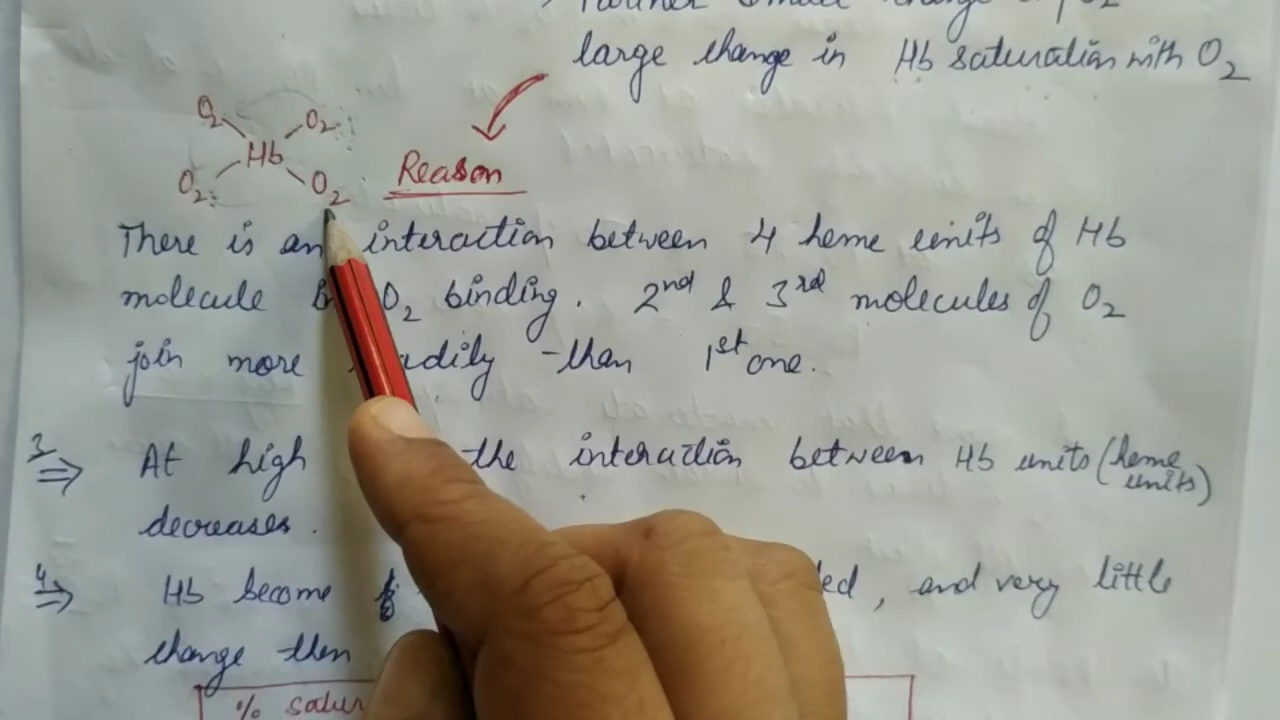 large change in Hb saturation with O2
O2 O2
Hb
O2 O2
Reason
There is an interaction between 4 heme units of Hb
molecule O2 binding. 2nd & 3rd molecules of O2
join more than 1st one.
3 ⇒ At high the interaction between Hb units (heme
units)
decreases.
4 ⇒ Hb become , and very little
change then
%